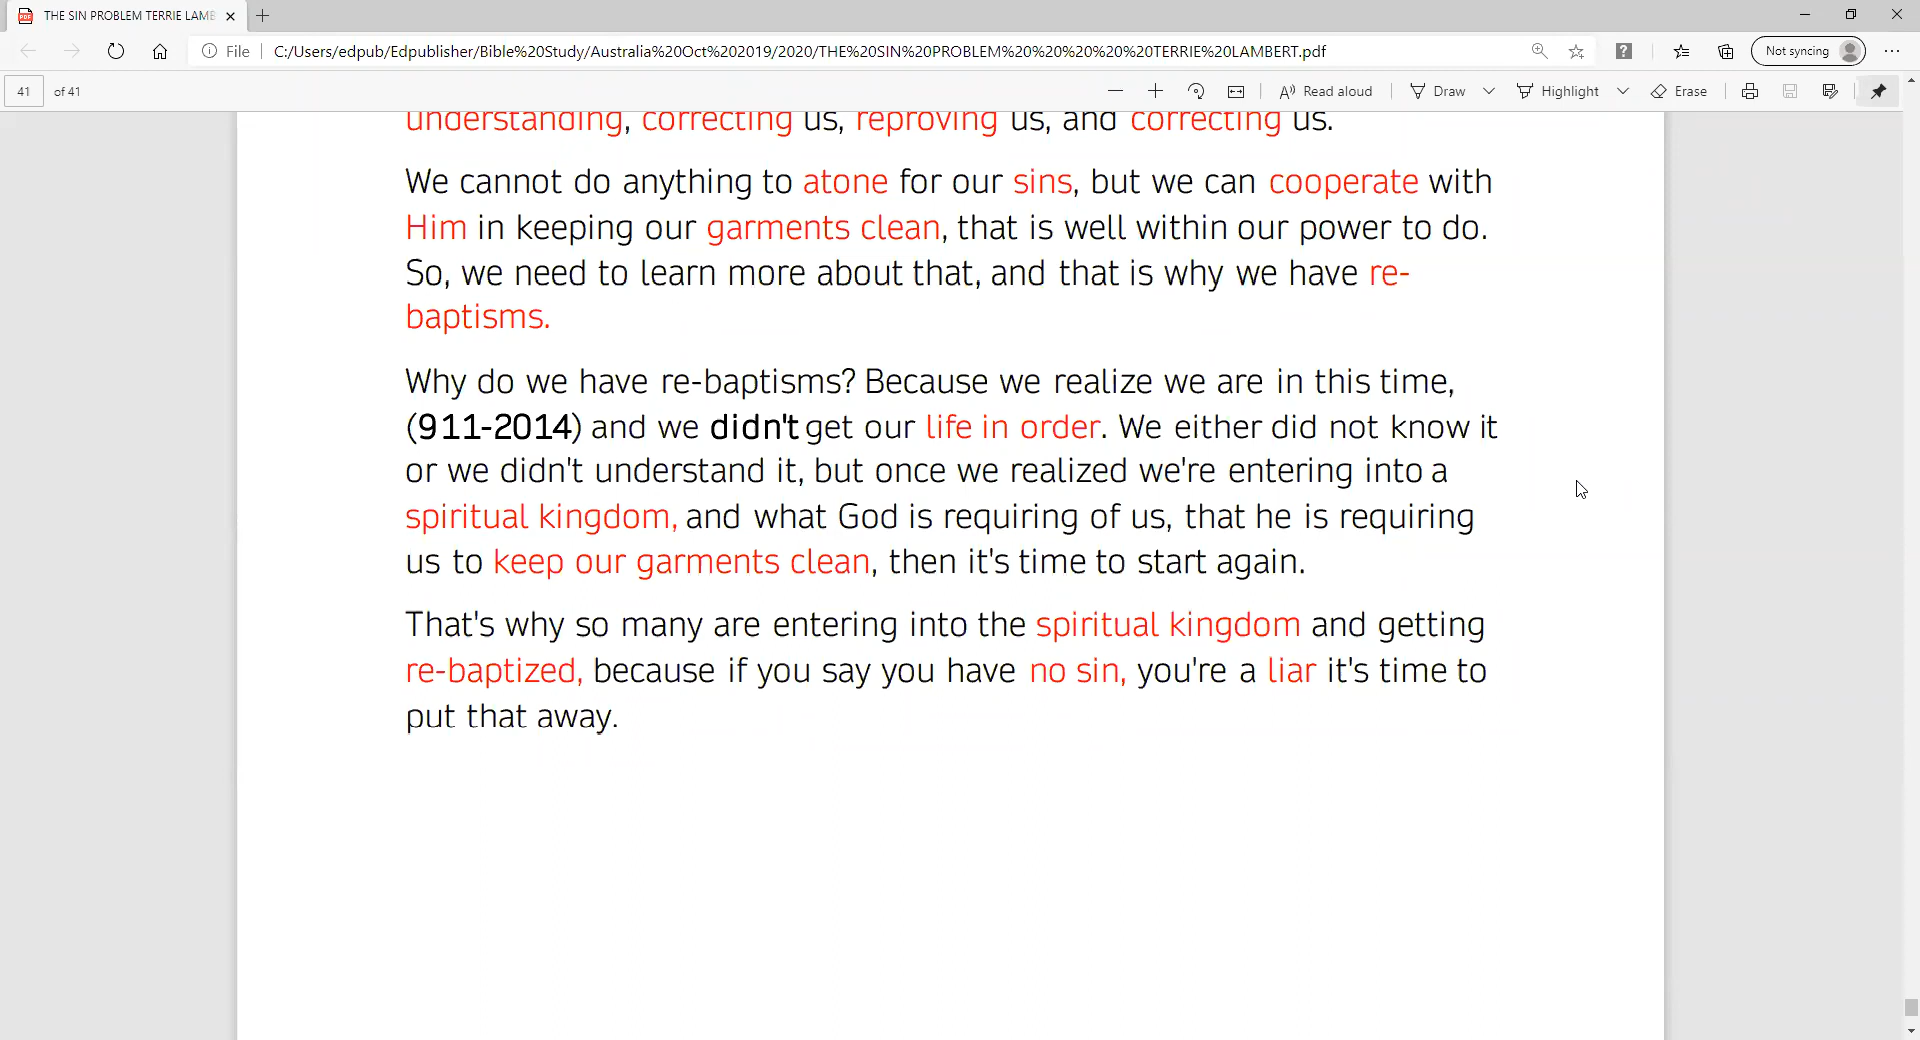 THE SIN PROBLEM TERRIE LAMB
File
C:/Users/edpub/Edpublisher/Bible%20Study/Australia%20Oct%202019/2020/THE%20SIN%20PROBLEM%20%20%20%20%20TERRIE%20LAMBERT.pdf
Not syncing
41 of 41
Read aloud
Draw
Highlight
Erase
understanding, correcting us, reproving us, and correcting us.
We cannot do anything to atone for our sins, but we can cooperate with
Him in keeping our garments clean, that is well within our power to do.
So, we need to learn more about that, and that is why we have re-
baptisms.
Why do we have re-baptisms? Because we realize we are in this time,
(911-2014) and we didn't get our life in order. We either did not know it
or we didn't understand it, but once we realized we're entering into a
spiritual kingdom, and what God is requiring of us, that he is requiring
us to keep our garments clean, then it's time to start again.
That's why so many are entering into the spiritual kingdom and getting
re-baptized, because if you say you have no sin, you're a liar it's time to
put that away.